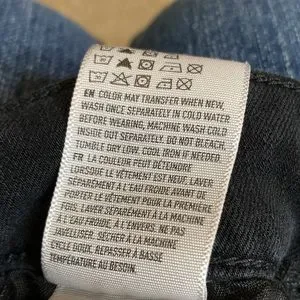 EN COLOR MAY TRANSFER WHEN NEW,
WASH ONCE SEPARATELY IN COLD WATER
BEFORE WEARING, MACHINE WASH COLD
INSIDE OUT SEPARATELY. DO NOT BLEACH,
TUMBLE DRY LOW. COOL IRON IF NEEDED.
FR LA COULEUR PEUT DÉTEINDRE
LORSQUE LE VÊTEMENT EST NEUF, LAVER
SÉPARÉMENT À L'EAU FROIDE AVANT DE
PORTER LE VÊTEMENT POUR LA PREMIÈRE
FOIS, LAVER SÉPARÉMENT À LA MACHINE
À L'EAU FROIDE, À L'ENVERS. NE PAS
JAVELLISER. SÉCHER À LA MACHINE
CYCLE DOUX. REPASSER À BASSE
TEMPÉRATURE AU BESOIN.